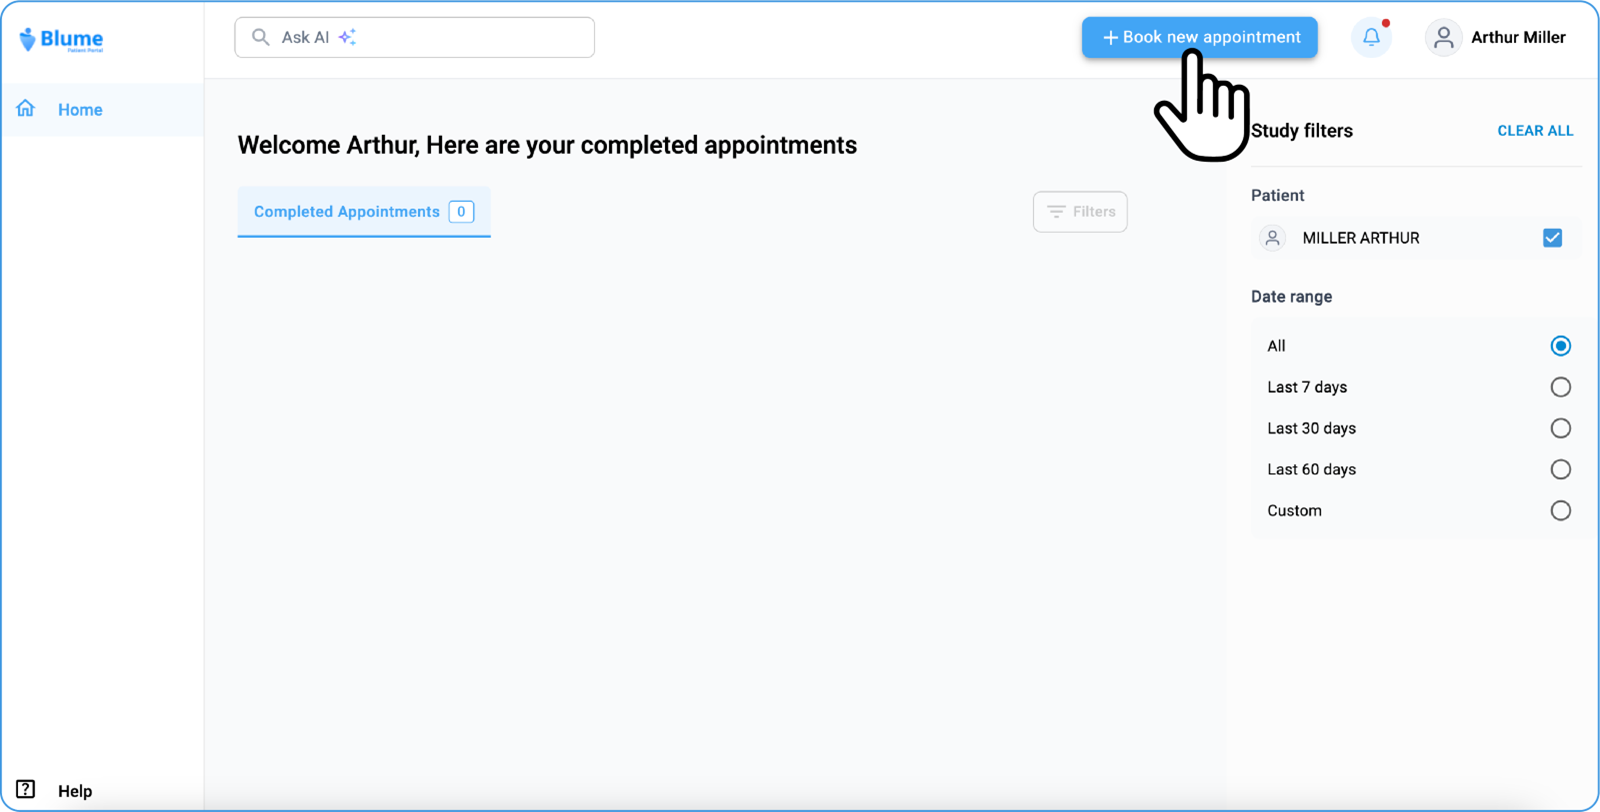 Blume
Patient Portal
Ask AI
Book new appointment
Arthur Miller
Home
Welcome Arthur, Here are your completed appointments
Completed Appointments 0
Filters
Study filters
CLEAR ALL
Patient
MILLER ARTHUR
Date range
All
Last 7 days
Last 30 days
Last 60 days
Custom
? Help